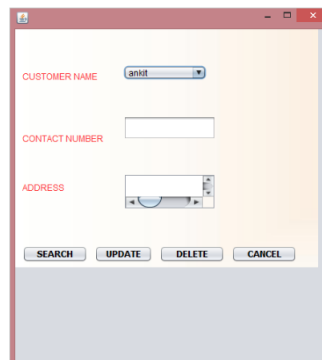 CUSTOMER NAME ankit
CONTACT NUMBER
ADDRESS
SEARCH UPDATE DELETE CANCEL